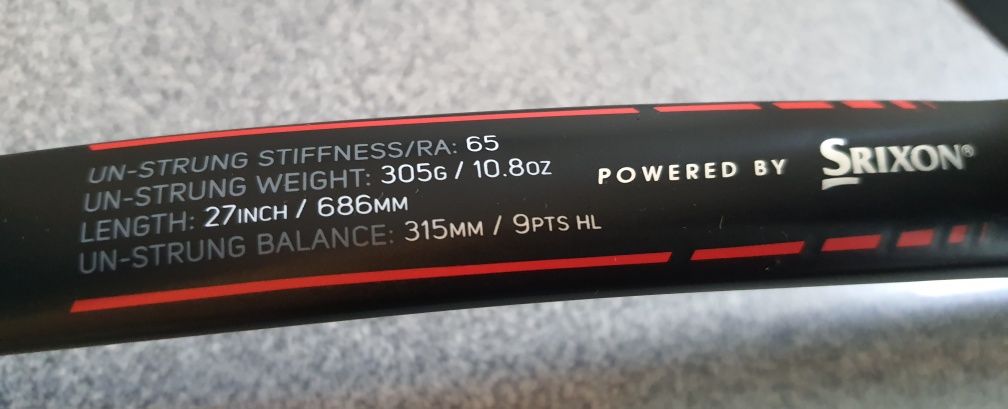 UN-STRUNG STIFFNESS/RA: 65
UN-STRUNG WEIGHT: 305G / 10.8OZ
LENGTH: 27INCH / 686MM
UN-STRUNG BALANCE: 315MM / 9PTS HL
POWERED BY SRIXON®